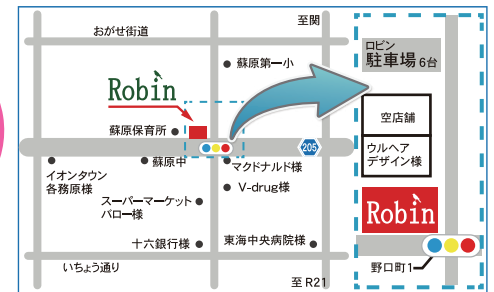 至関
おがせ街道
ロビン
駐車場6台
蘇原第一小
Robin
空店舗
蘇原保育所
205
ウルヘア
デザイン様
イオンタウン
各務原様
蘇原中
マクドナルド様
V-drug様
スーパーマーケット
バロー様
Robin
十六銀行様
東海中央病院様
いちょう通り
野口町1
至R21